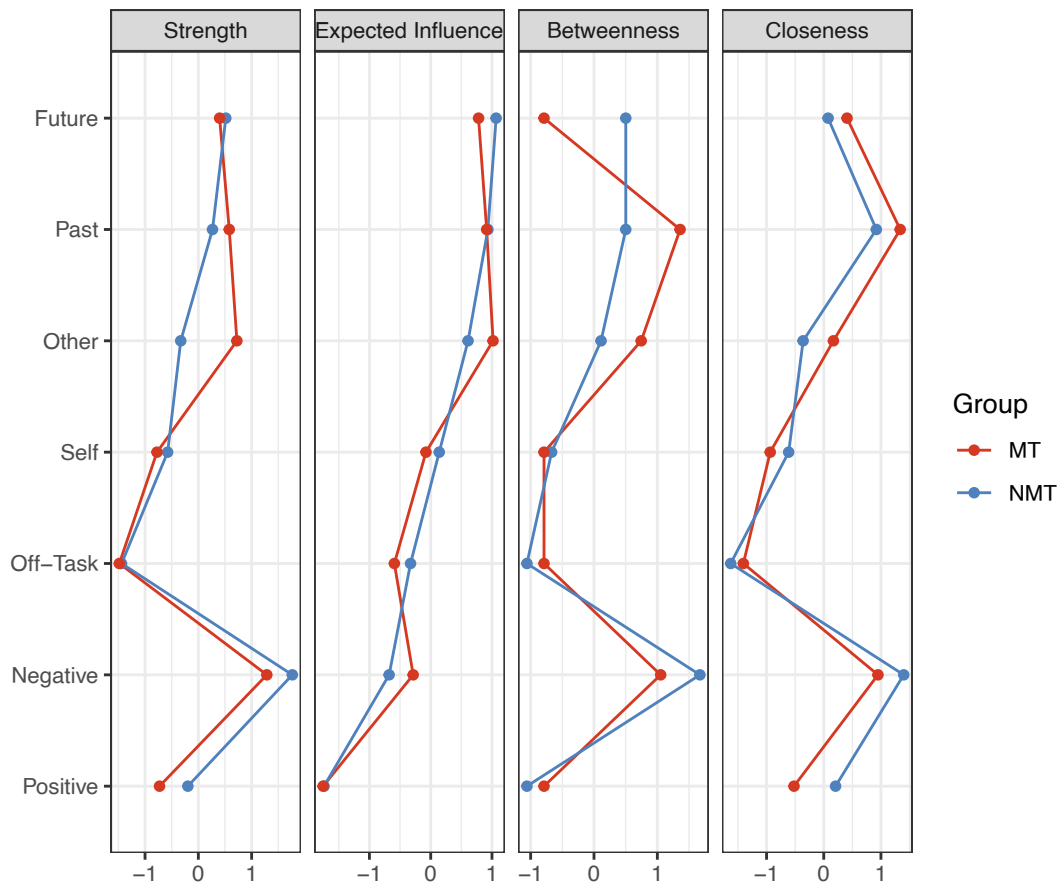 Strength Expected Influence Betweenness Closeness
Future
Past
Other
Self
Off−Task
Negative
Positive
−1 0 1 −1 0 1 −1 0 1 −1 0 1
Group
MT
NMT